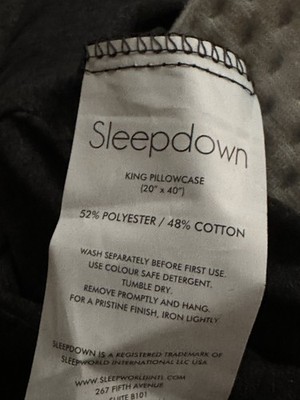 Sleepdown
KING PILLOWCASE
(20" x 40")
52% POLYESTER / 48% COTTON
WASH SEPARATELY BEFORE FIRST USE.
USE COLOUR SAFE DETERGENT.
TUMBLE DRY.
REMOVE PROMPTLY AND HANG.
FOR A PRISTINE FINISH, IRON LIGHTLY
SLEEPDOWN IS A REGISTERED TRADEMARK OF
SLEEPWORLD INTERNATIONAL LLC USA
WWW.SLEEPWORLDINTL.COM
267 FIFTH AVENUE
SUITE B101